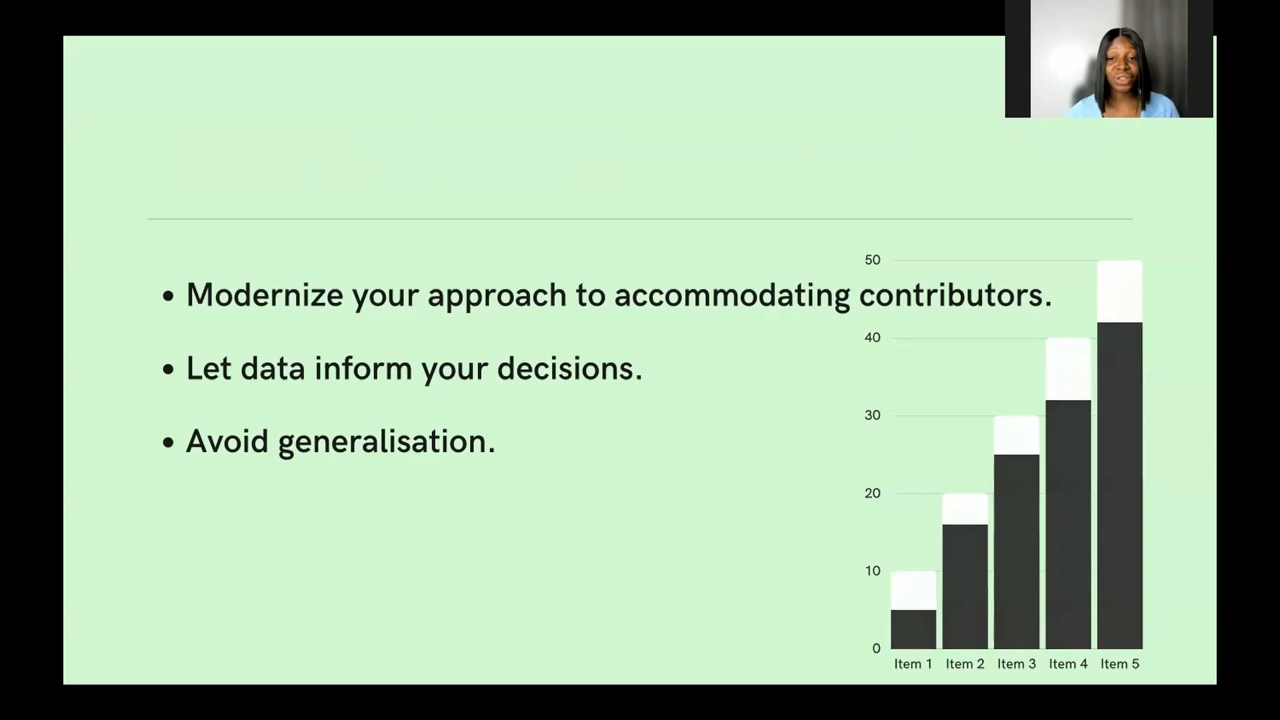 • Modernize your approach to accommodating contributors.
• Let data inform your decisions.
• Avoid generalisation.
50
40
30
20
10
0
Item 1 Item 2 Item 3 Item 4 Item 5